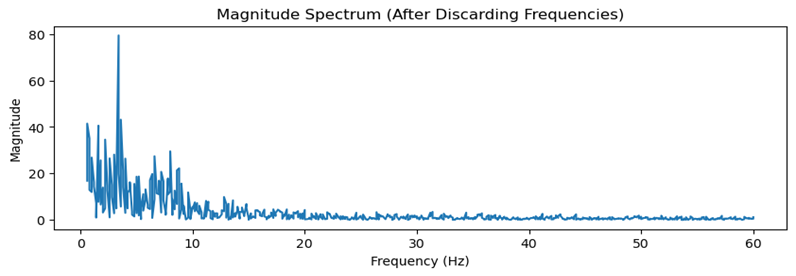 Magnitude Spectrum (After Discarding Frequencies)
80
60
40
20
0
Magnitude
0 10 20 30 40 50 60
Frequency (Hz)